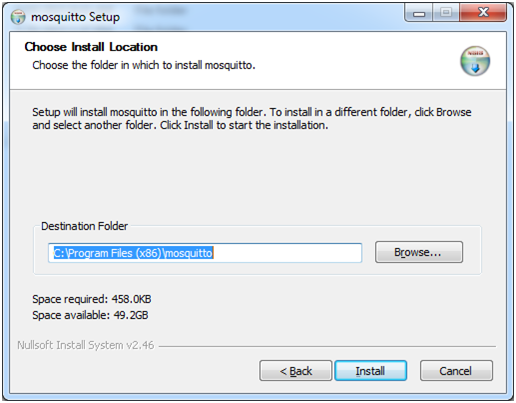 mosquitto Setup
Choose Install Location
Choose the folder in which to install mosquitto.
Setup will install mosquitto in the following folder. To install in a different folder, click Browse
and select another folder. Click Install to start the installation.
Destination Folder
C:\Program Files (x86)\mosquitto
Browse...
Space required: 458.0KB
Space available: 49.2GB
Nullsoft Install System v2.46
< Back
Install
Cancel